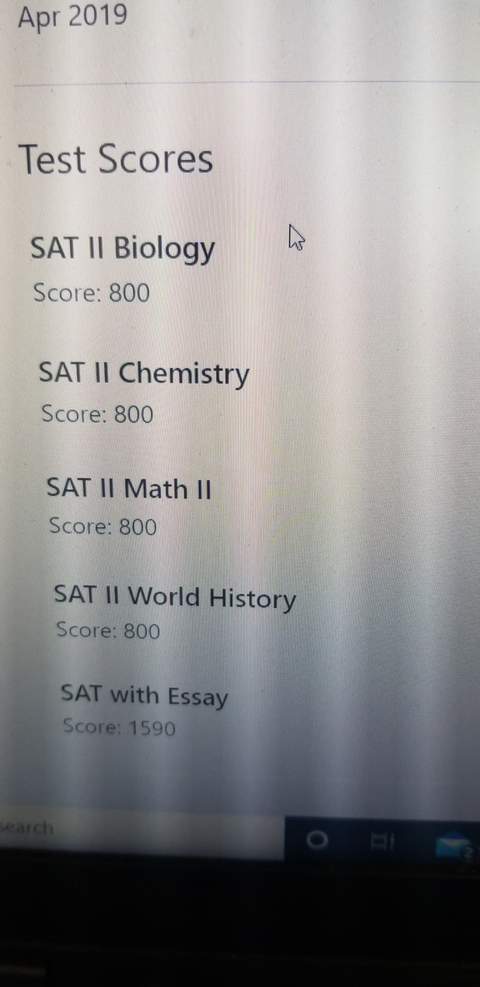 Apr 2019
Test Scores
SAT II Biology
Score: 800
SAT II Chemistry
Score: 800
SAT II Math II
Score: 800
SAT II World History
Score: 800
SAT with Essay
Score: 1590
search